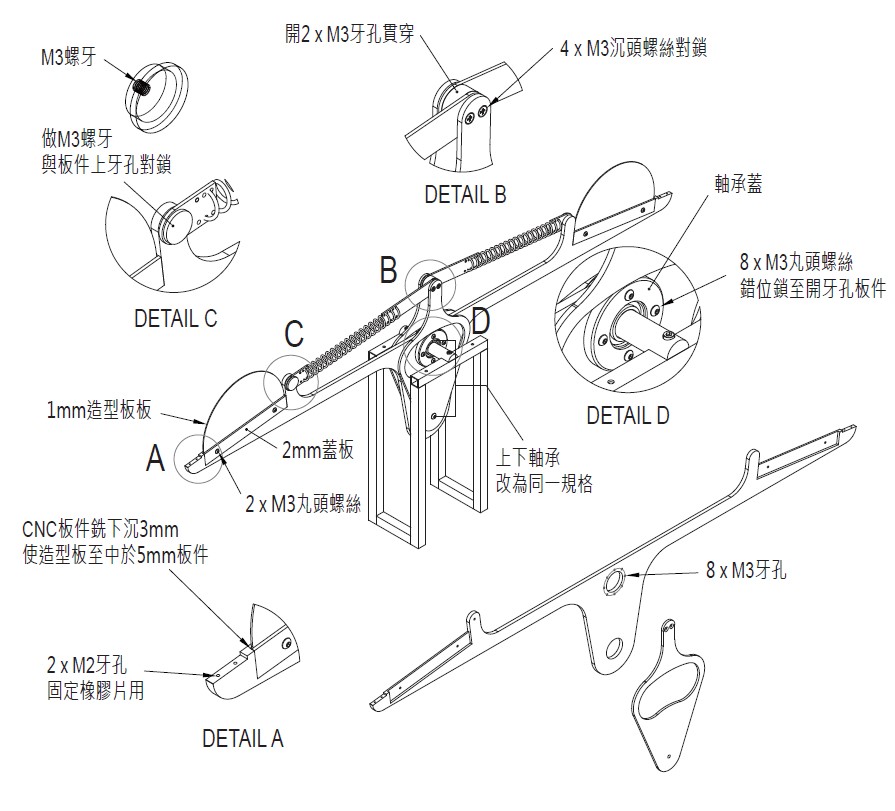 M3螺牙
做M3螺牙
與板件上牙孔對鎖
DETAIL C
開2 x M3牙孔貫穿
4 x M3沉頭螺絲對鎖
DETAIL B
軸承蓋
8 x M3丸頭螺絲
錯位鎖至開牙孔板件
DETAIL D
B
C
D
A
1mm造型板板
2mm蓋板
2 x M3丸頭螺絲
上下軸承
改為同一規格
CNC板件銑下沉3mm
使造型板至中於5mm板件
2 x M2牙孔
固定橡膠片用
DETAIL A
8 x M3牙孔